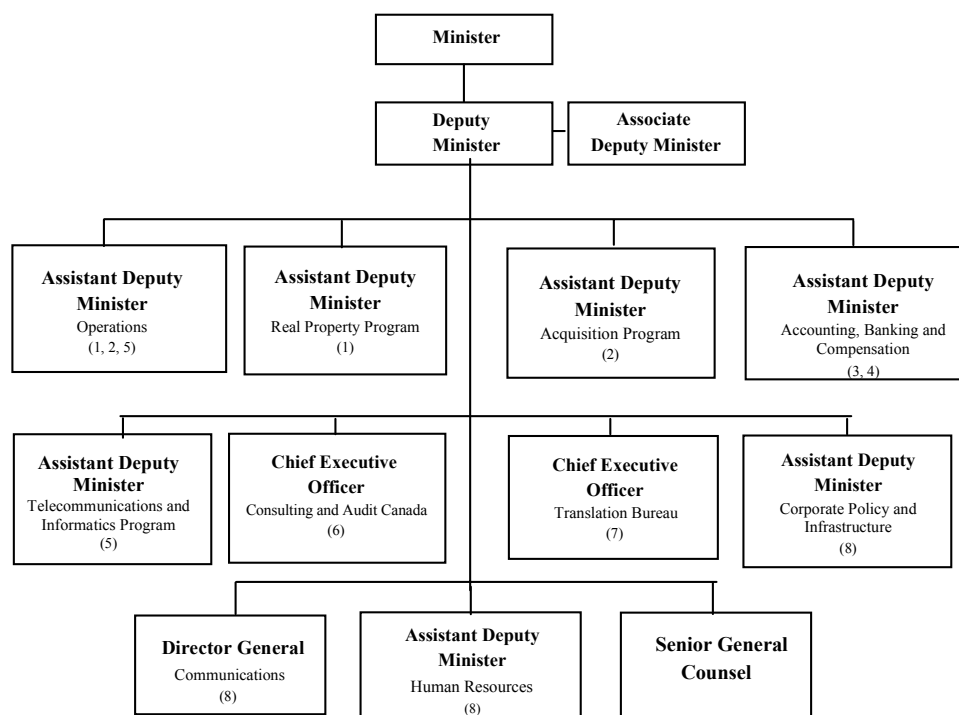 Minister
Deputy
Minister
Associate
Deputy Minister
Assistant Deputy
Minister
Operations
(1, 2, 5)
Assistant Deputy
Minister
Real Property Program
(1)
Assistant Deputy
Minister
Acquisition Program
(2)
Assistant Deputy
Minister
Accounting, Banking and
Compensation
(3, 4)
Assistant Deputy
Minister
Telecommunications and
Informatics Program
(5)
Chief Executive
Officer
Consulting and Audit Canada
(6)
Chief Executive
Officer
Translation Bureau
(7)
Assistant Deputy
Minister
Corporate Policy and
Infrastructure
(8)
Director General
Communications
(8)
Assistant Deputy
Minister
Human Resources
(8)
Senior General
Counsel